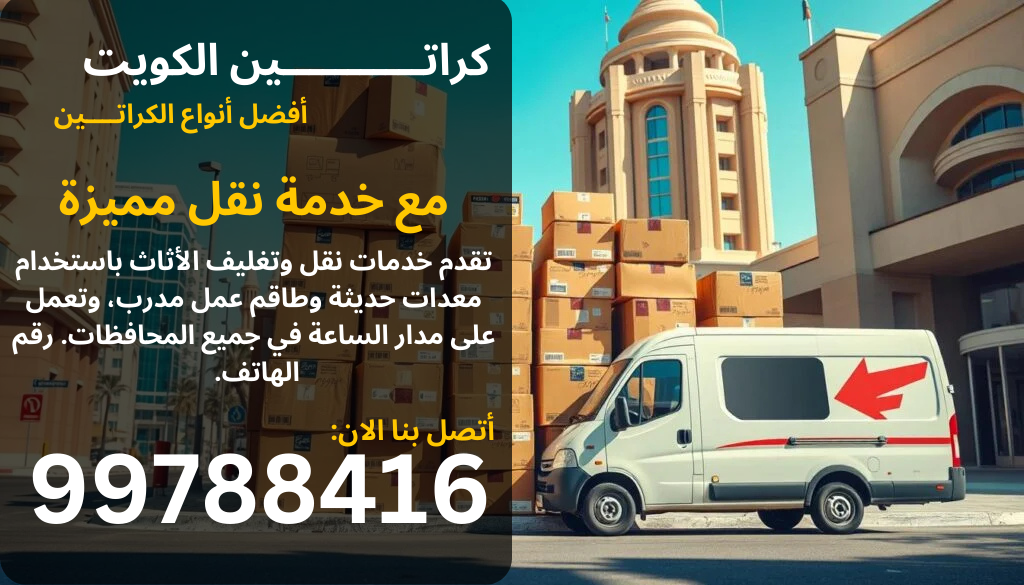 كراتـــــــــــين الكويت
أفضل أنواع الكراتـــين
مع خدمة نقل مميزة
تقدم خدمات نقل وتغليف الأثاث باستخدام
معدات حديثة وطاقم عمل مدرب، وتعمل
على مدار الساعة في جميع المحافظات. رقم
الهاتف.
أتصل بنا الان:
99788416